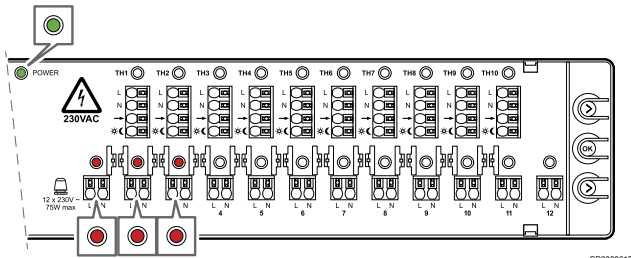 POWER
TH1 TH2 TH3 TH4 TH5 TH6 TH7 TH8 TH9 TH10
L L L L L L L L L L
N N N N N N N N N N
230VAC
OK
12 x 230V ~
75W max
L N L N L N L N L N L N L N L N L N L N L N L N
4 5 6 7 8 9 10 11 12